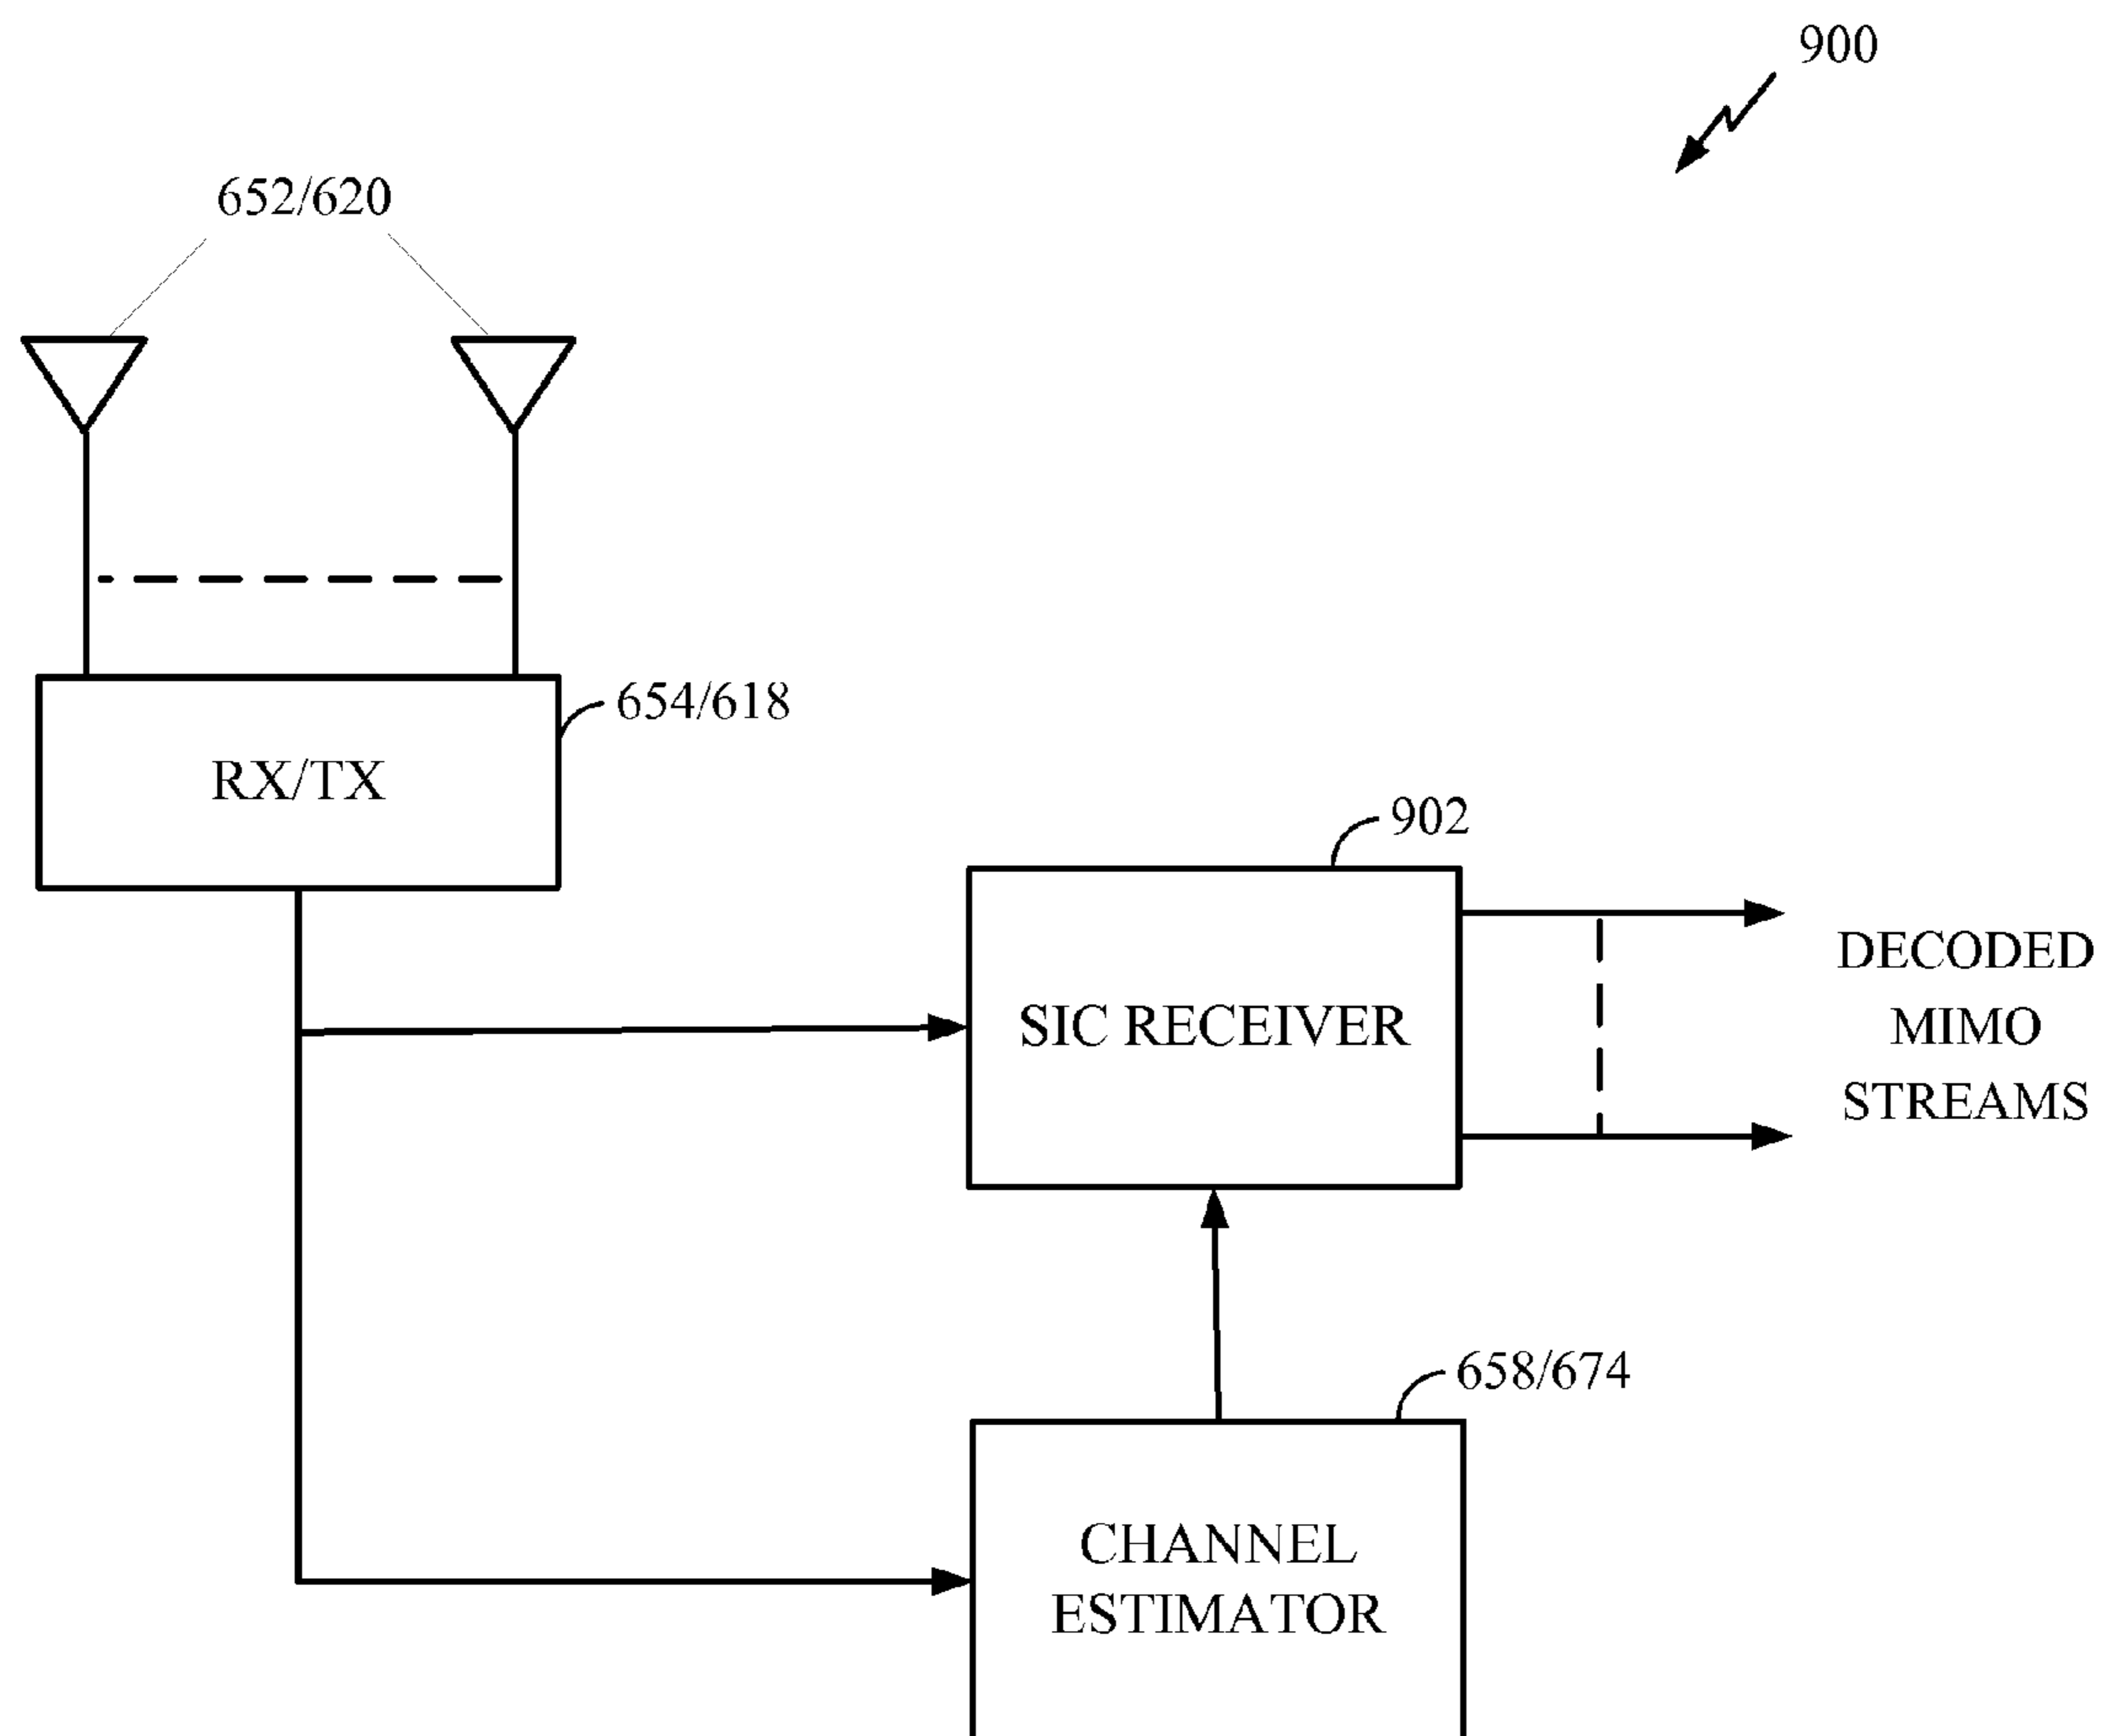 900
652/620
654/618
RX/TX
902
SIC RECEIVER
DECODED
MIMO
STREAMS
658/674
CHANNEL
ESTIMATOR